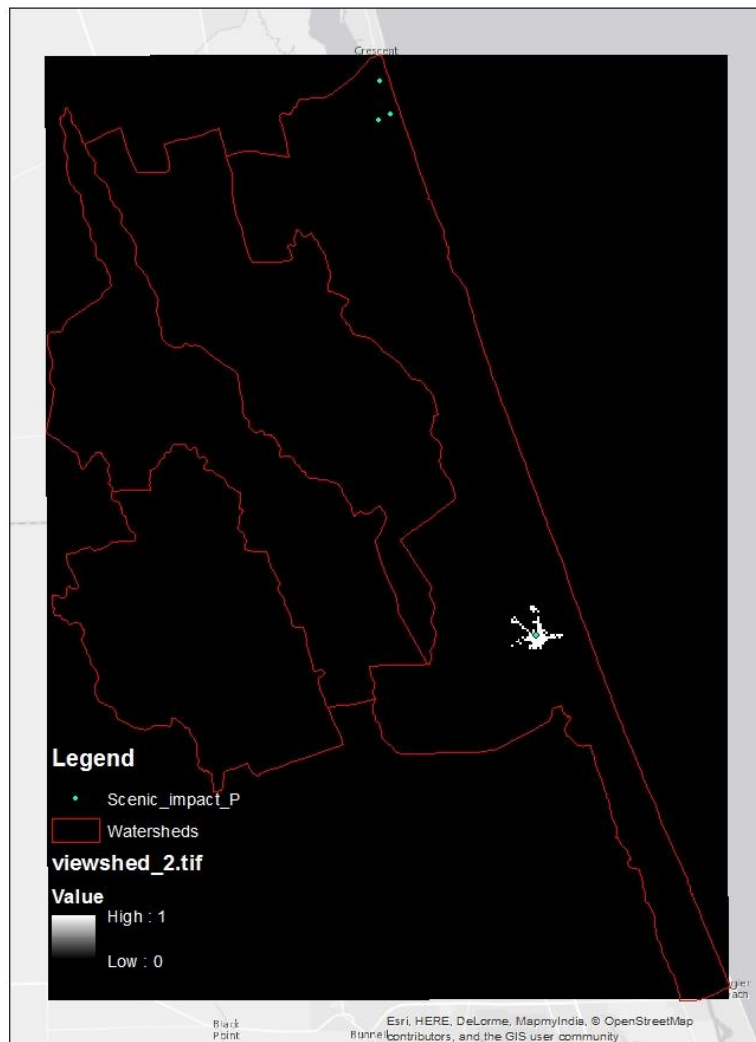 Crescent
Legend
Scenic_impact_P
Watersheds
viewshed_2.tif
Value
High : 1
Low : 0
Black
Point
Bunnell
Esri, HERE, DeLorme, MapmyIndia, © OpenStreetMap
contributors, and the GIS user community